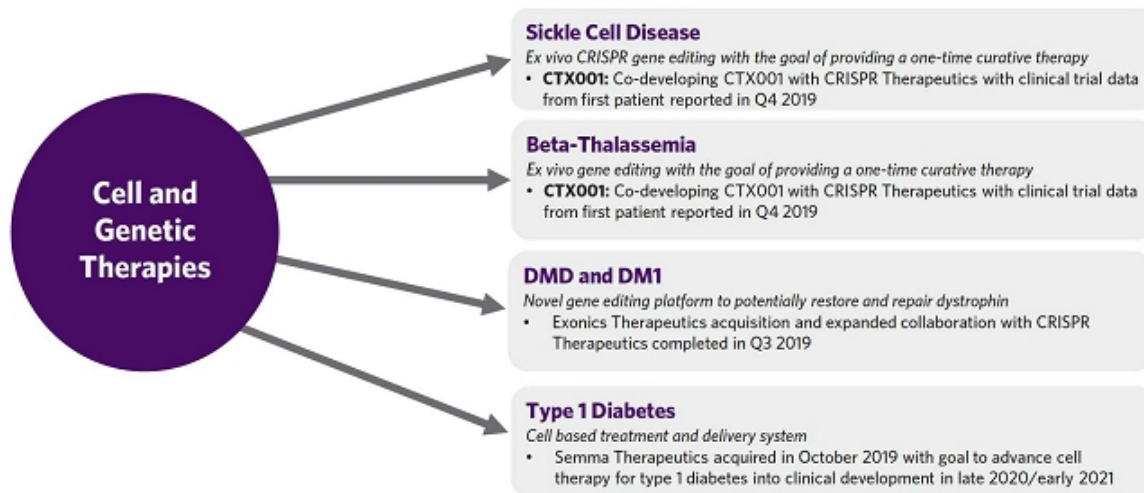 Cell and
Genetic
Therapies
Sickle Cell Disease
Ex vivo CRISPR gene editing with the goal of providing a one-time curative therapy
• CTX001: Co-developing CTX001 with CRISPR Therapeutics with clinical trial data
from first patient reported in Q4 2019
Beta-Thalassemia
Ex vivo gene editing with the goal of providing a one-time curative therapy
• CTX001: Co-developing CTX001 with CRISPR Therapeutics with clinical trial data
from first patient reported in Q4 2019
DMD and DM1
Novel gene editing platform to potentially restore and repair dystrophin
• Exonics Therapeutics acquisition and expanded collaboration with CRISPR
Therapeutics completed in Q3 2019
Type 1 Diabetes
Cell based treatment and delivery system
• Semma Therapeutics acquired in October 2019 with goal to advance cell
therapy for type 1 diabetes into clinical development in late 2020/early 2021